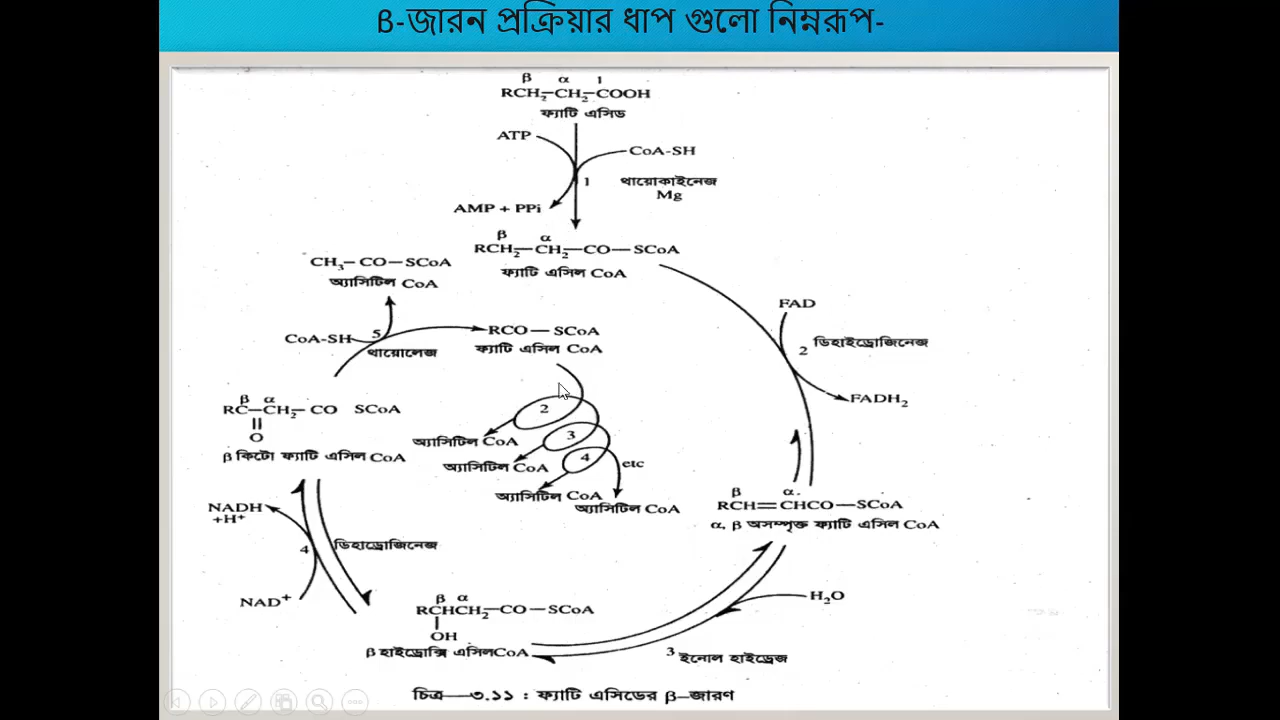 β-জারন প্রক্রিয়ার ধাপ গুলো নিম্নরূপ-
β α 1
RCH₂—CH₂—COOH
ফ্যাটি এসিড
ATP
CoA-SH
1
থায়োকাইনেজ
Mg
AMP + PPi
β α
RCH₂—CH₂—CO—SCoA
ফ্যাটি এসিল CoA
CH₃—CO—SCoA
অ্যাসিটিল CoA
FAD
2 ডিহাইড্রোজিনেজ
FADH₂
CoA-SH
5
থায়োলেজ
RCO—SCoA
ফ্যাটি এসিল CoA
β α
RC—CH₂—CO SCoA
O
β কিটো ফ্যাটি এসিল CoA
2
অ্যাসিটিল CoA
3
অ্যাসিটিল CoA
4
etc
অ্যাসিটিল CoA
অ্যাসিটিল CoA
β α.
RCH=CHCO—SCoA
α, β অসম্পৃক্ত ফ্যাটি এসিল CoA
NADH
+H⁺
4
ডিহাড্রোজিনেজ
NAD⁺
β α
RCHCH₂—CO—SCoA
OH
β হাইড্রোক্সি এসিলCoA
H₂O
3 ইনোল হাইড্রেজ
চিত্র—৩.১১ : ফ্যাটি এসিডের β—জারণ